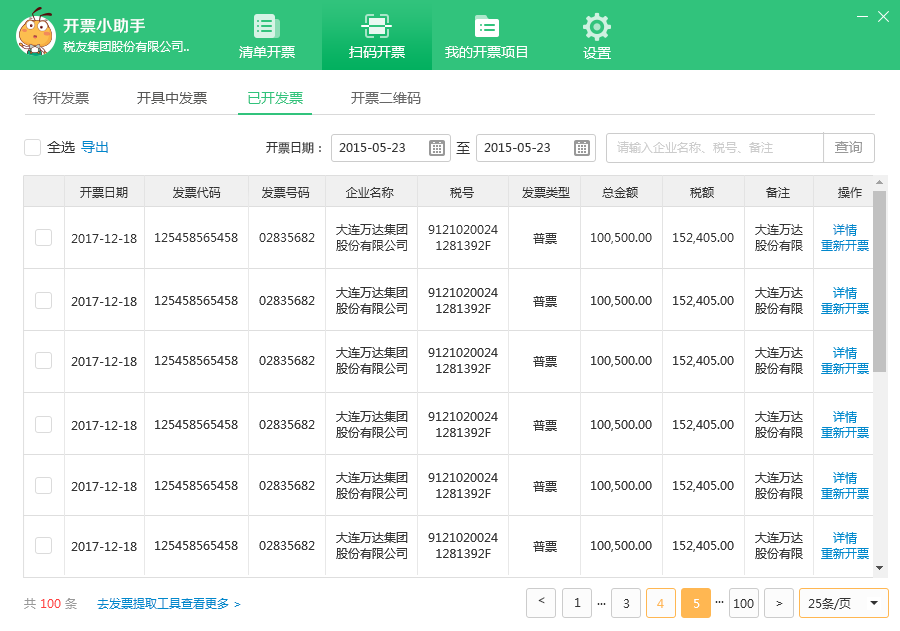 开票小助手
税友集团股份有限公司..
清单开票 扫码开票 我的开票项目 设置
待开发票 开具中发票 已开发票 开票二维码
全选 导出 开票日期： 2015-05-23 至 2015-05-23 请输入企业名称、税号、备注 查询
开票日期 发票代码 发票号码 企业名称 税号 发票类型 总金额 税额 备注 操作
大连万达集团 9121020024 大连万达 详情
2017-12-18 125458565458 02835682 普票 100,500.00 152,405.00
股份有限公司 1281392F 股份有限 重新开票
大连万达集团 9121020024 大连万达 详情
2017-12-18 125458565458 02835682 普票 100,500.00 152,405.00
股份有限公司 1281392F 股份有限 重新开票
大连万达集团 9121020024 大连万达 详情
2017-12-18 125458565458 02835682 普票 100,500.00 152,405.00
股份有限公司 1281392F 股份有限 重新开票
大连万达集团 9121020024 大连万达 详情
2017-12-18 125458565458 02835682 普票 100,500.00 152,405.00
股份有限公司 1281392F 股份有限 重新开票
大连万达集团 9121020024 大连万达 详情
2017-12-18 125458565458 02835682 普票 100,500.00 152,405.00
股份有限公司 1281392F 股份有限 重新开票
大连万达集团 9121020024 大连万达 详情
2017-12-18 125458565458 02835682 普票 100,500.00 152,405.00
股份有限公司 1281392F 股份有限 重新开票
共 100 条 去发票提取工具查看更多 > < 1 ... 3 4 5 ... 100 > 25条/页